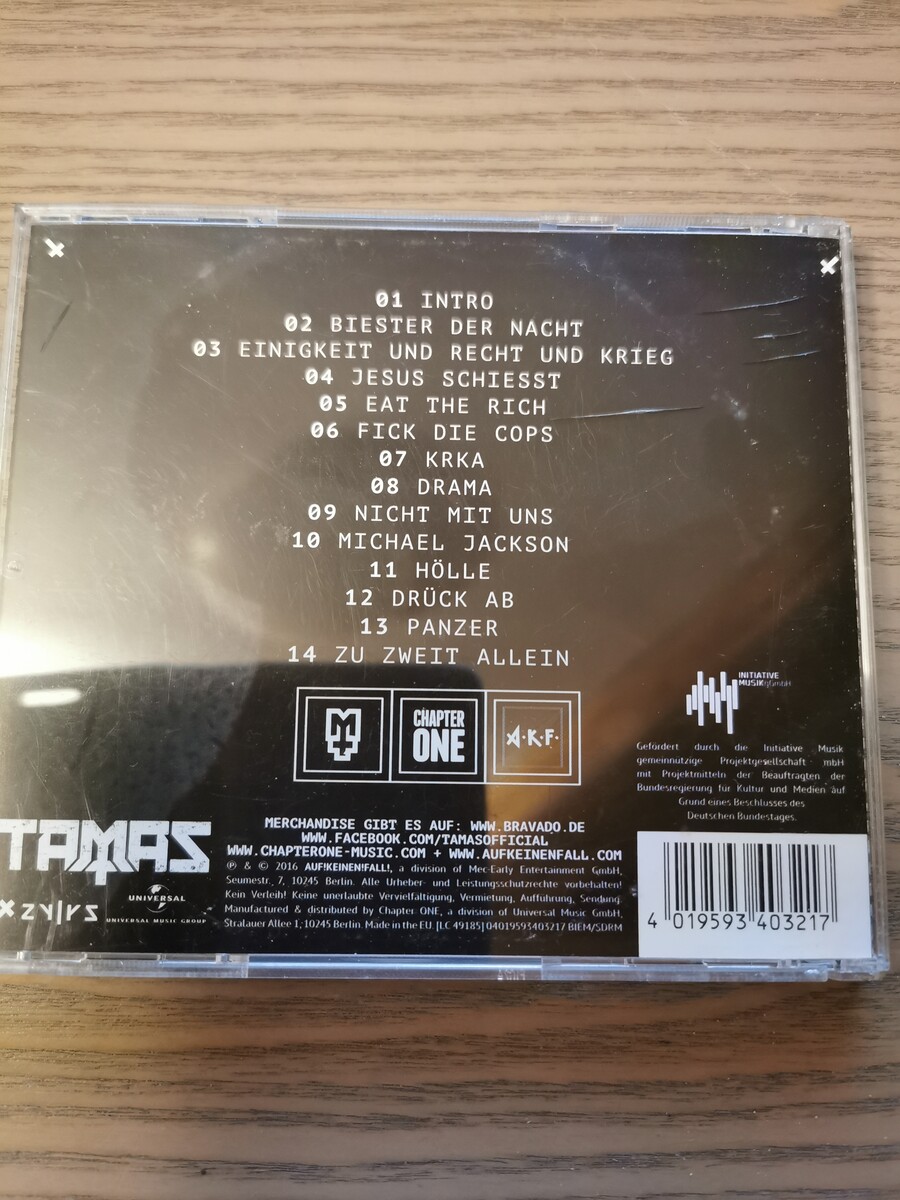 01 INTRO
02 BIESTER DER NACHT
03 EINIGKEIT UND RECHT UND KRIEG
04 JESUS SCHIESST
05 EAT THE RICH
06 FICK DIE COPS
07 KRKA
08 DRAMA
09 NICHT MIT UNS
10 MICHAEL JACKSON
11 HÖLLE
12 DRÜCK AB
13 PANZER
14 ZU ZWEIT ALLEIN
CHAPTER
ONE
A.K.F.
INITIATIVE
MUSIKgGmbH
Gefördert durch die Initiative Musik
gemeinnützige Projektgesellschaft mbH
mit Projektmitteln der Beauftragten der
Bundesregierung für Kultur und Medien auf
Grund eines Beschlusses des
Deutschen Bundestages.
TAMAS
UNIVERSAL
UNIVERSAL MUSIC GROUP
MERCHANDISE GIBT ES AUF: WWW.BRAVADO.DE
WWW.FACEBOOK.COM/TAMASOFFICIAL
WWW.CHAPTERONE-MUSIC.COM + WWW.AUFKEINENFALL.COM
℗ & © 2016 AUF!KEINEN!FALL!, a division of Mec-Early Entertainment GmbH,
Seumestr. 7, 10245 Berlin. Alle Urheber- und Leistungsschutzrechte vorbehalten!
Kein Verleih! Keine unerlaubte Vervielfältigung, Vermietung, Aufführung, Sendung.
Manufactured & distributed by Chapter ONE, a division of Universal Music GmbH,
Stralauer Allee 1, 10245 Berlin. Made in the EU. [LC 49185] 04019593403217 BIEM/SDRM
4 019593 403217